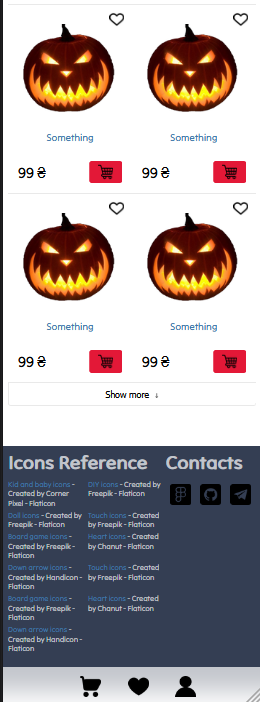 Something
Something
99 ₴
99 ₴
Something
Something
99 ₴
99 ₴
Show more ↓
Icons Reference
Kid and baby icons -
Created by Corner
Pixel - Flaticon
Doll icons - Created by
Freepik - Flaticon
Board game icons -
Created by Freepik -
Flaticon
Down arrow icons -
Created by Handicon -
Flaticon
Board game icons -
Created by Freepik -
Flaticon
Down arrow icons -
Created by Handicon -
Flaticon
DIY icons - Created by
Freepik - Flaticon
Touch icons - Created
by Freepik - Flaticon
Heart icons - Created
by Chanut - Flaticon
Touch icons - Created
by Freepik - Flaticon
Heart icons - Created
by Chanut - Flaticon
Contacts